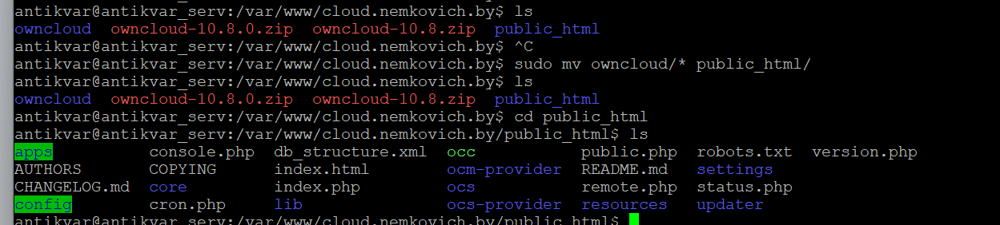 antikvar@antikvar_serv:/var/www/cloud.nemkovich.by$ ls
owncloud  owncloud-10.8.0.zip  owncloud-10.8.zip  public_html
antikvar@antikvar_serv:/var/www/cloud.nemkovich.by$ ^C
antikvar@antikvar_serv:/var/www/cloud.nemkovich.by$ sudo mv owncloud/* public_html/
antikvar@antikvar_serv:/var/www/cloud.nemkovich.by$ ls
owncloud  owncloud-10.8.0.zip  owncloud-10.8.zip  public_html
antikvar@antikvar_serv:/var/www/cloud.nemkovich.by$ cd public_html
antikvar@antikvar_serv:/var/www/cloud.nemkovich.by/public_html$ ls
apps          console.php  db_structure.xml  occ           public.php  robots.txt  version.php
AUTHORS       COPYING      index.html        ocm-provider  README.md   settings
CHANGELOG.md  core         index.php         ocs           remote.php  status.php
config        cron.php     lib               ocs-provider  resources   updater
antikvar@antikvar_serv:/var/www/cloud.nemkovich.by/public_html$